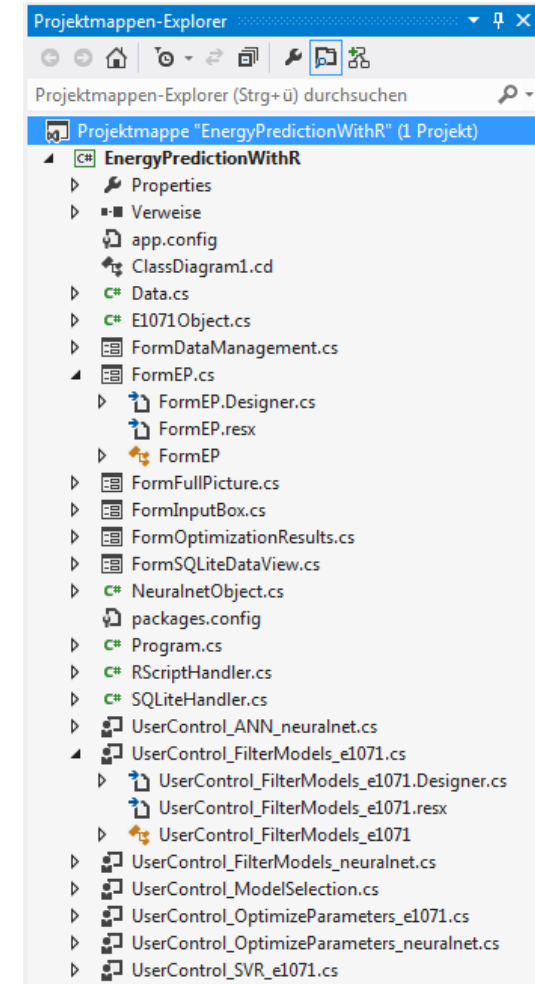 Projektmappen-Explorer
Projektmappen-Explorer (Strg+ü) durchsuchen
Projektmappe "EnergyPredictionWithR" (1 Projekt)
C# EnergyPredictionWithR
Properties
Verweise
app.config
ClassDiagram1.cd
C# Data.cs
C# E1071Object.cs
FormDataManagement.cs
FormEP.cs
FormEP.Designer.cs
FormEP.resx
FormEP
FormFullPicture.cs
FormInputBox.cs
FormOptimizationResults.cs
FormSQLiteDataView.cs
C# NeuralnetObject.cs
packages.config
C# Program.cs
C# RScriptHandler.cs
C# SQLiteHandler.cs
UserControl_ANN_neuralnet.cs
UserControl_FilterModels_e1071.cs
UserControl_FilterModels_e1071.Designer.cs
UserControl_FilterModels_e1071.resx
UserControl_FilterModels_e1071
UserControl_FilterModels_neuralnet.cs
UserControl_ModelSelection.cs
UserControl_OptimizeParameters_e1071.cs
UserControl_OptimizeParameters_neuralnet.cs
UserControl_SVR_e1071.cs